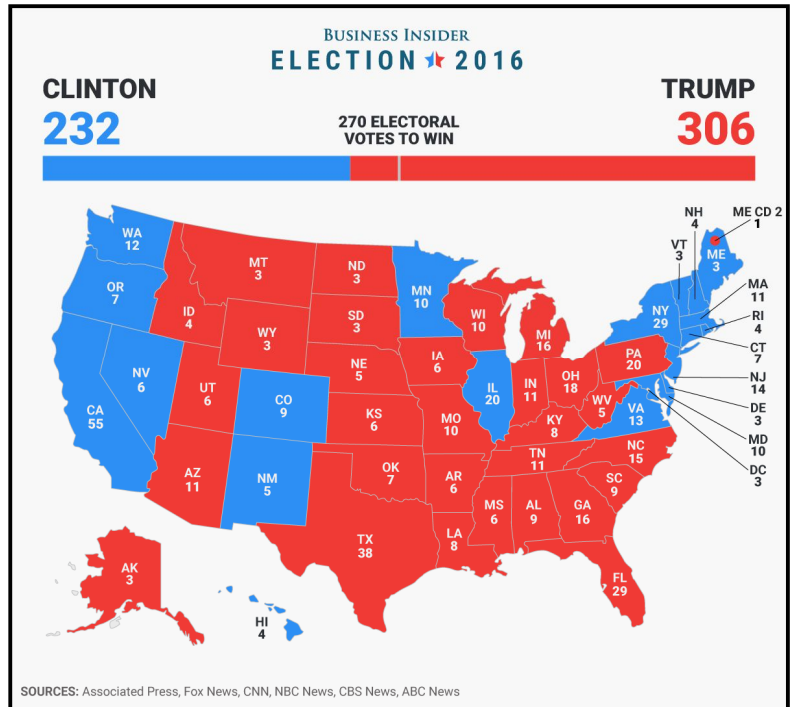 BUSINESS INSIDER
ELECTION 2016
CLINTON
TRUMP
232
270 ELECTORAL
VOTES TO WIN
306
WA
12
OR
7
CA
55
NV
6
ID
4
MT
3
WY
3
UT
6
CO
9
AZ
11
NM
5
ND
3
SD
3
NE
5
KS
6
OK
7
TX
38
MN
10
IA
6
MO
10
AR
6
LA
8
WI
10
IL
20
MI
16
IN
11
OH
18
KY
8
TN
11
MS
6
AL
9
GA
16
FL
29
SC
9
NC
15
VA
13
WV
5
PA
20
NY
29
VT
3
NH
4
ME CD 2
1
ME
3
MA
11
RI
4
CT
7
NJ
14
DE
3
MD
10
DC
3
AK
3
HI
4
SOURCES: Associated Press, Fox News, CNN, NBC News, CBS News, ABC News